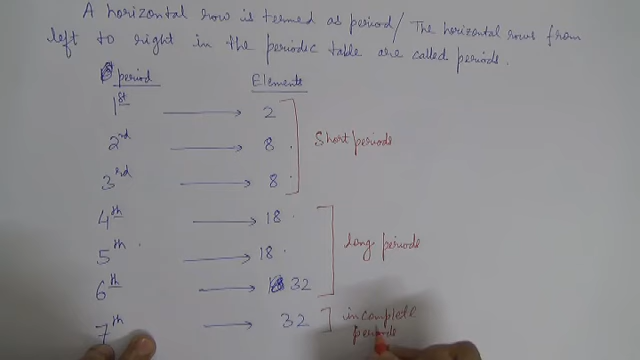 A horizontal row is termed as period/ The horizontal rows from
left to right in the periodic table are called periods.
period Elements
1st → 2
2nd → 8
3rd → 8
Short periods
4th → 18
5th → 18
6th → 32
Long periods
7th → 32
incomplete
periods